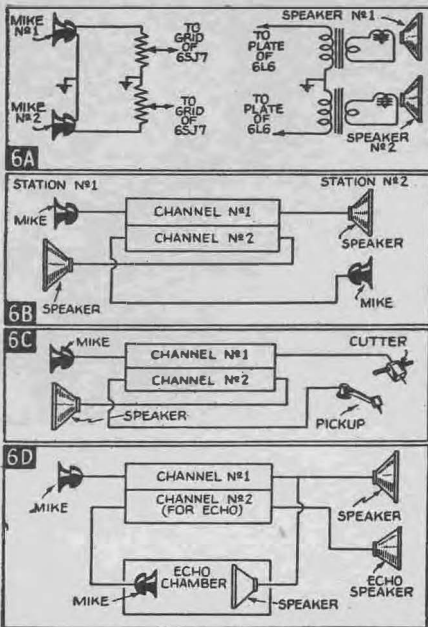 MIKE
Nº1
TO
GRID
OF
6SJ7
TO
PLATE
OF
6L6
SPEAKER Nº1
MIKE
Nº2
TO
GRID
OF
6SJ7
TO
PLATE
OF
6L6
SPEAKER
Nº2
6A
STATION Nº1
STATION Nº2
MIKE
CHANNEL Nº1
CHANNEL Nº2
SPEAKER
SPEAKER
MIKE
6B
6C
MIKE
CHANNEL Nº1
CHANNEL Nº2
CUTTER
SPEAKER
PICKUP
6D
MIKE
CHANNEL Nº1
CHANNEL Nº2
(FOR ECHO)
SPEAKER
ECHO
CHAMBER
MIKE
SPEAKER
ECHO
SPEAKER